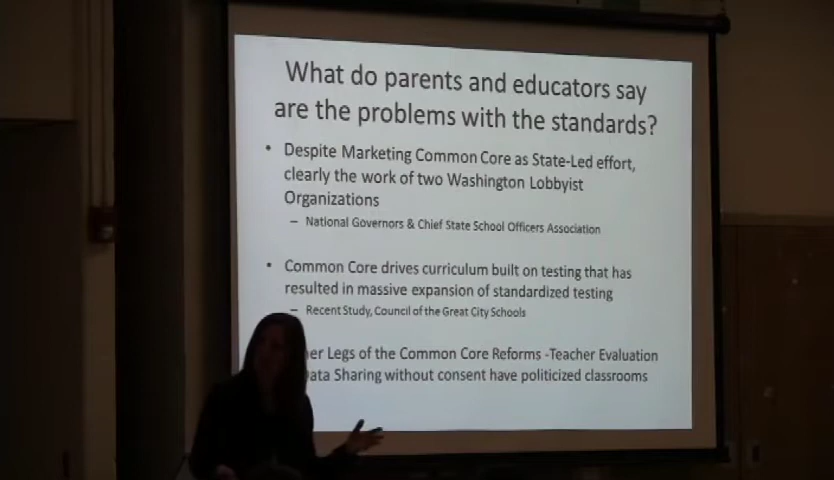 What do parents and educators say
are the problems with the standards?
• Despite Marketing Common Core as State-Led effort,
clearly the work of two Washington Lobbyist
Organizations
– National Governors & Chief State School Officers Association
• Common Core drives curriculum built on testing that has
resulted in massive expansion of standardized testing
– Recent Study, Council of the Great City Schools
Legs of the Common Core Reforms -Teacher Evaluation
Sharing without consent have politicized classrooms